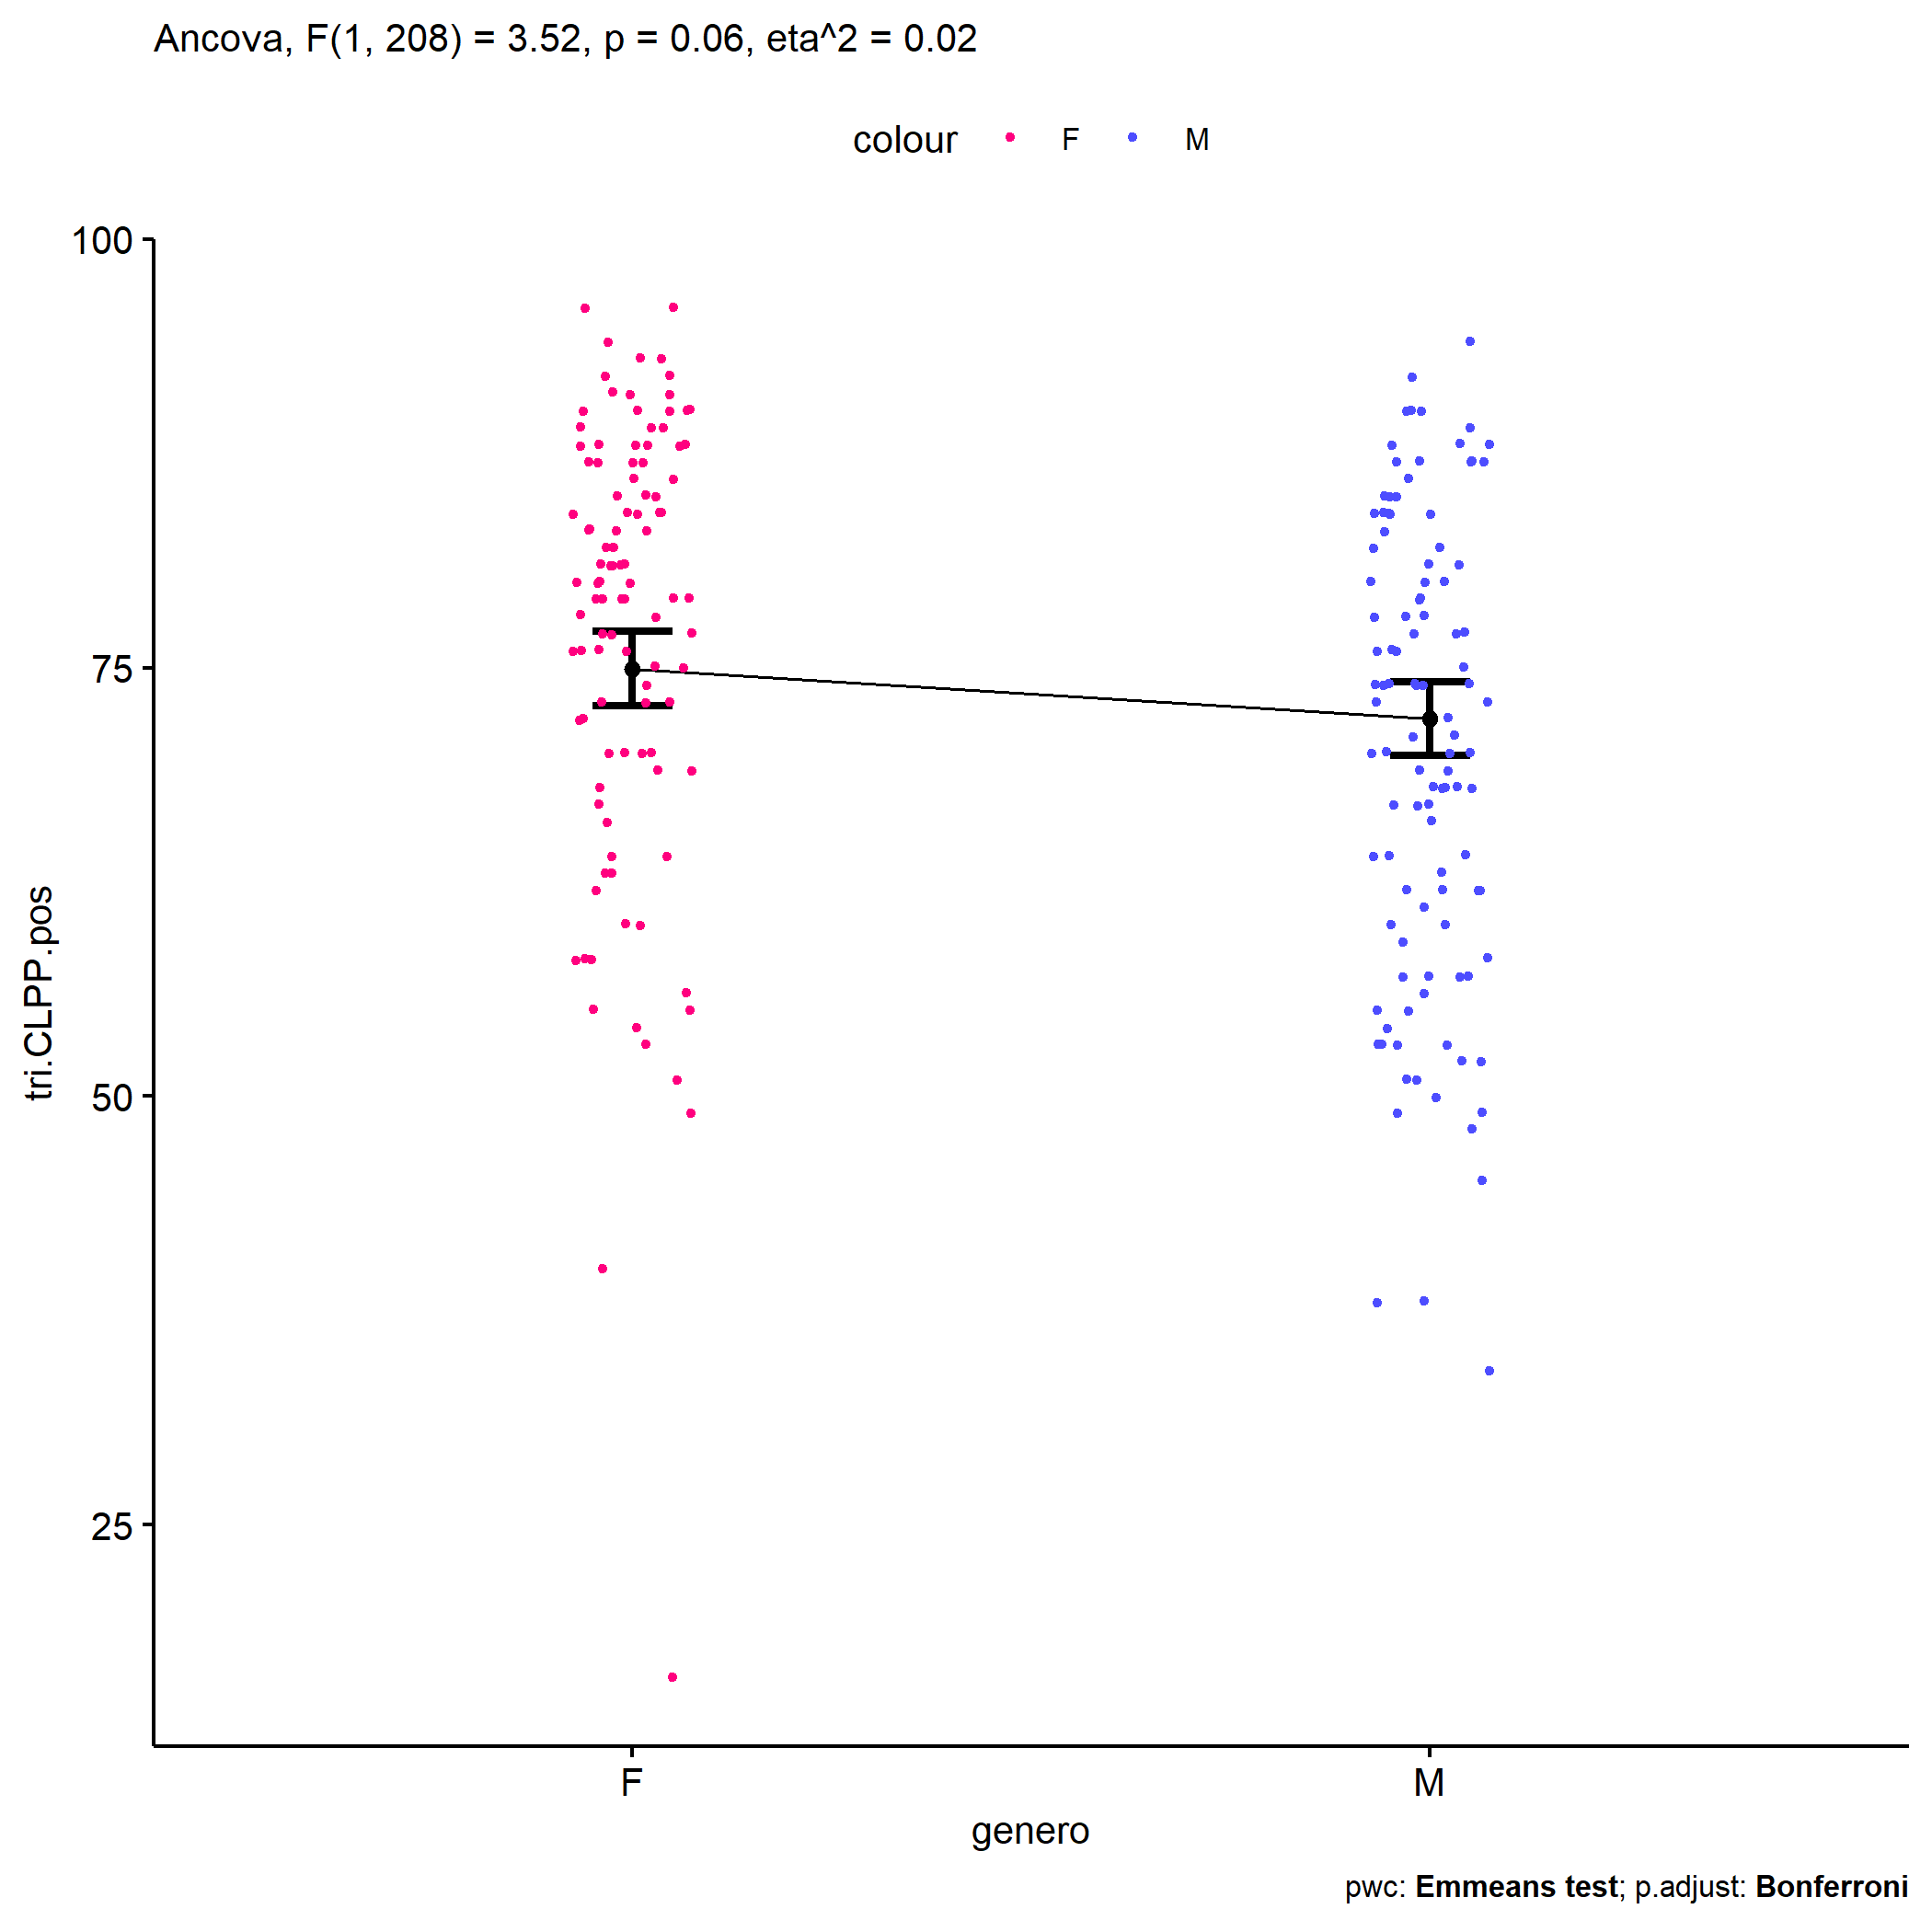 Ancova, F(1, 208) = 3.52, p = 0.06, eta^2 = 0.02
colour F M
100
75
50
25
tri.CLPP.pos
F M
genero
pwc: Emmeans test; p.adjust: Bonferroni